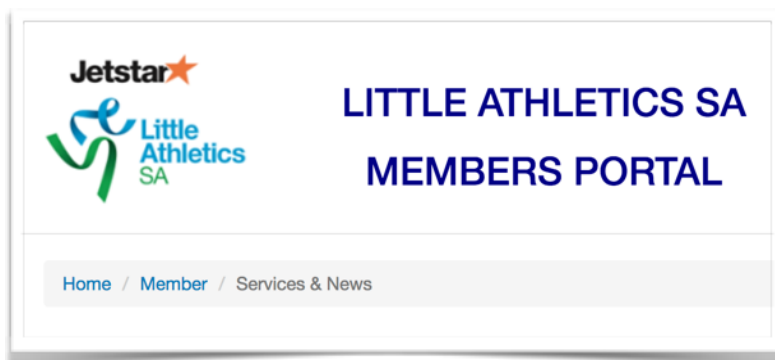 Jetstar
Little
Athletics
SA
LITTLE ATHLETICS SA
MEMBERS PORTAL
Home / Member / Services & News